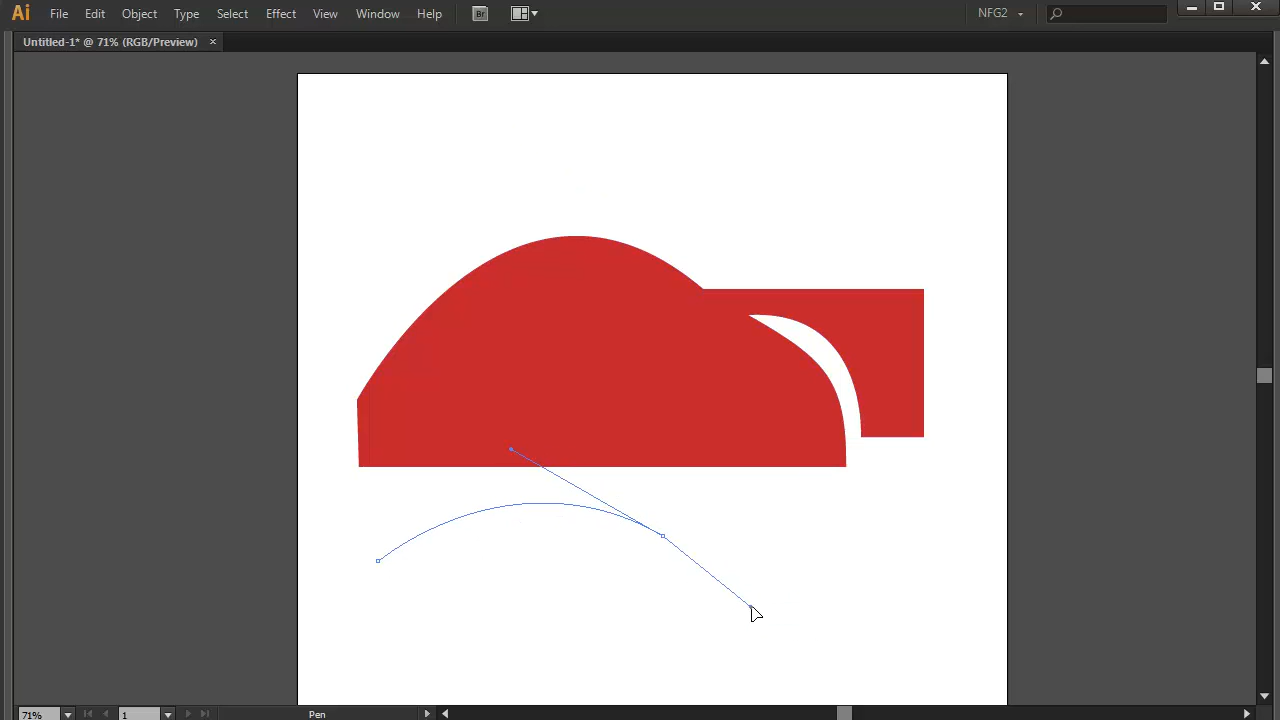 Ai File Edit Object Type Select Effect View Window Help Br NFG2
Untitled-1* @ 71% (RGB/Preview) ×
71% 1 Pen